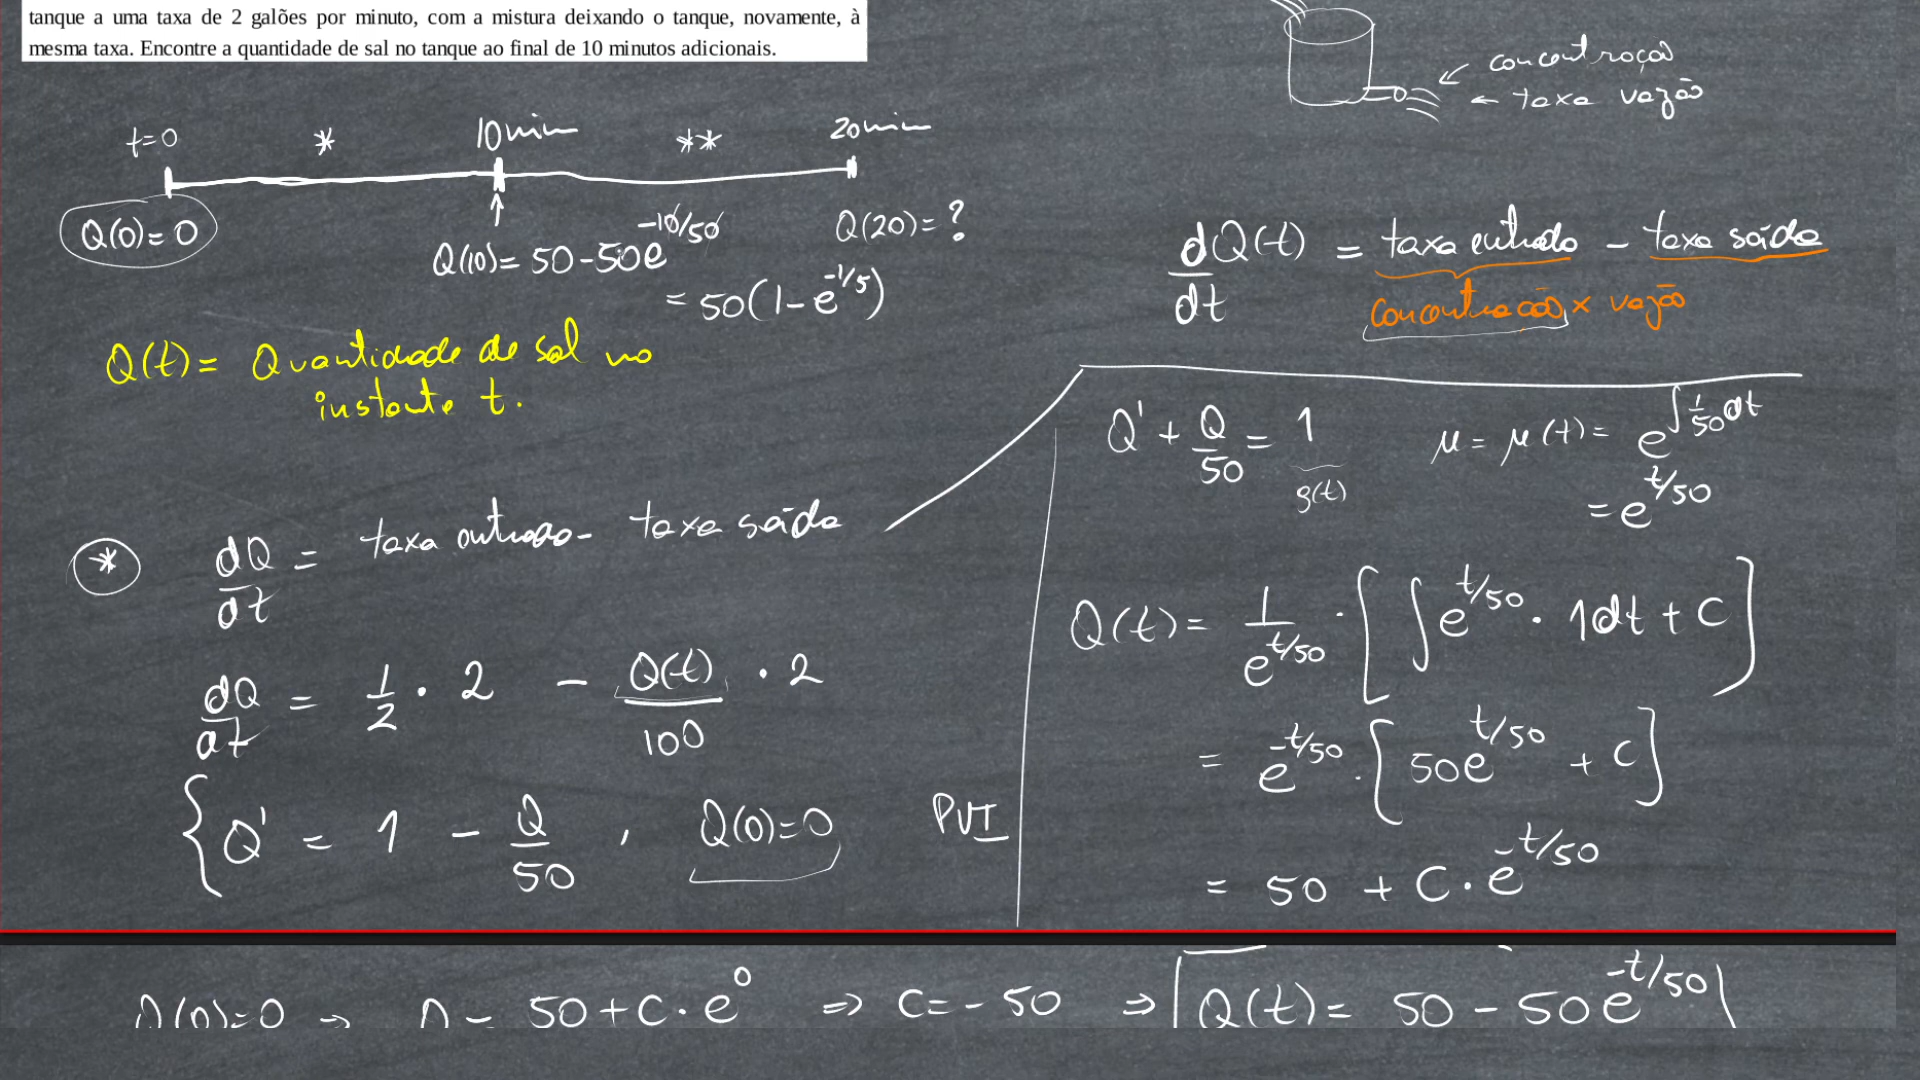 tanque a uma taxa de 2 galões por minuto, com a mistura deixando o tanque, novamente, à
mesma taxa. Encontre a quantidade de sal no tanque ao final de 10 minutos adicionais.
concentração
taxa vazão
t=0 * 10min ** 20min
Q(0)=0
Q(10)= 50-50e^{-10/50}
= 50(1-e^{-1/5})
Q(20)=?
Q(t)= Quantidade de sal no
instante t.
dQ(t)/dt = taxa entrada - taxa saída
concentração x vazão
* dQ/dt = taxa entrada - taxa saída
dQ/dt = 1/2 · 2 - Q(t)/100 · 2
{ Q' = 1 - Q/50 , Q(0)=0 PVI
Q' + Q/50 = 1
g(t)
μ = μ(t) = e^{∫ 1/50 dt}
= e^{t/50}
Q(t) = 1/e^{t/50} · [∫ e^{t/50} · 1dt + C]
= e^{-t/50} · [50e^{t/50} + C]
= 50 + C · e^{-t/50}
Q(0)=0 → 0 = 50+C·e^0 ⇒ C=-50 ⇒ Q(t)= 50-50e^{-t/50}